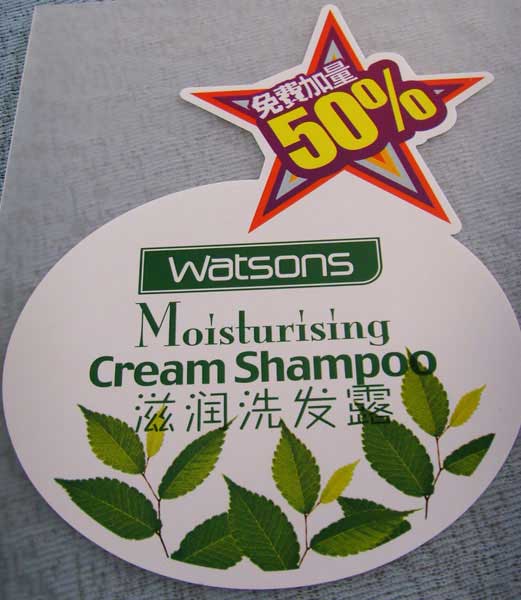 免費加量
50%
watsons
Moisturising
Cream Shampoo
滋润洗发露